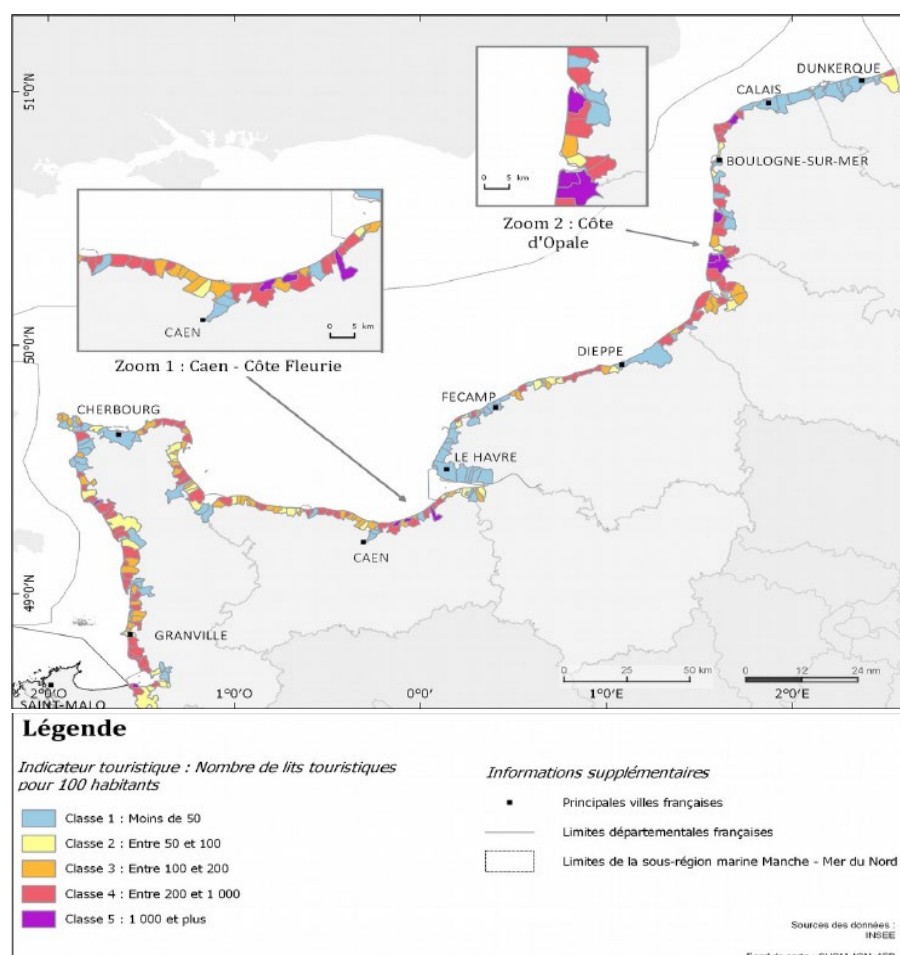 51°0'N
DUNKERQUE
CALAIS
BOULOGNE-SUR-MER
0 5 km
Zoom 2 : Côte
d'Opale
CAEN
0 5 km
Zoom 1 : Caen - Côte Fleurie
50°0'N
DIEPPE
FECAMP
CHERBOURG
LE HAVRE
CAEN
49°0'N
GRANVILLE
0 25 50 km
0 12 24 nm
2°0'O
1°0'O
0°0'
1°0'E
2°0'E
SAINT-MALO
Légende
Indicateur touristique : Nombre de lits touristiques
pour 100 habitants
Classe 1 : Moins de 50
Classe 2 : Entre 50 et 100
Classe 3 : Entre 100 et 200
Classe 4 : Entre 200 et 1 000
Classe 5 : 1 000 et plus
Informations supplémentaires
Principales villes françaises
Limites départementales françaises
Limites de la sous-région marine Manche - Mer du Nord
Sources des données :
INSEE